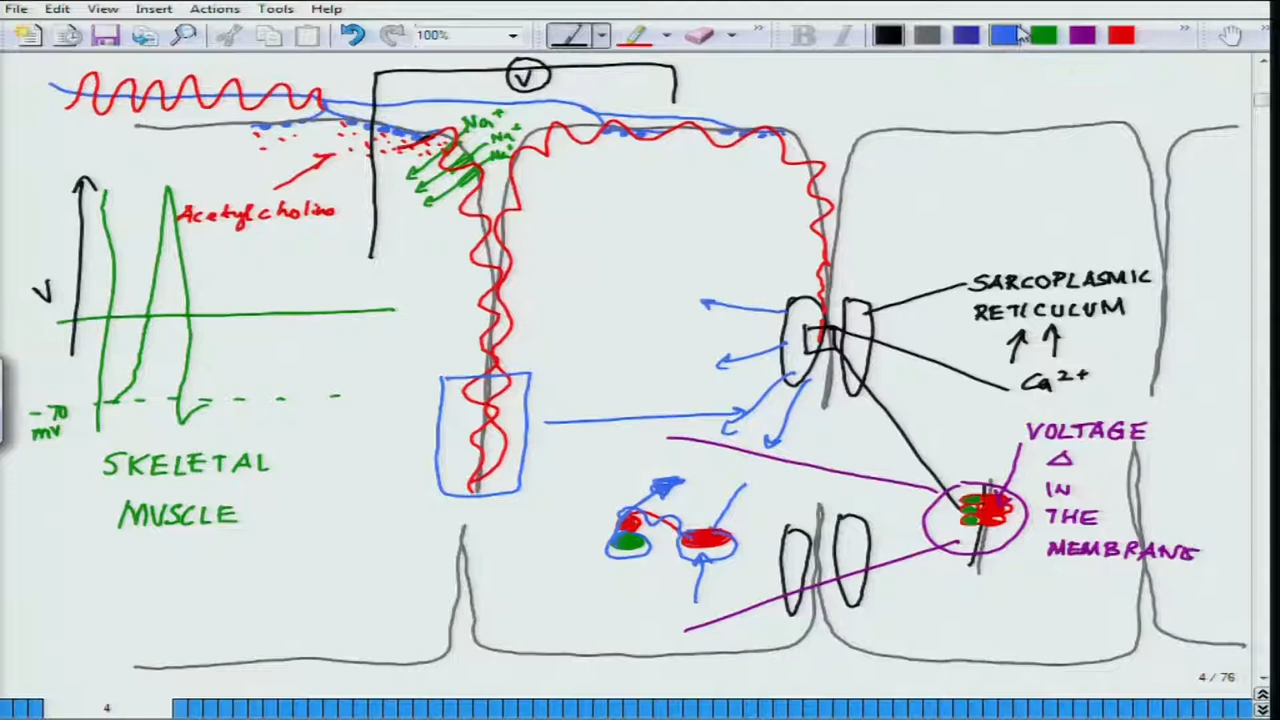 File Edit View Insert Actions Tools Help
100%
V
Na+
Na+
Na+
Acetylcholine
V
-70
mv
SKELETAL
MUSCLE
SARCOPLASMIC
RETICULUM
Ca2+
VOLTAGE
Δ
IN
THE
MEMBRANE
4 / 76
4